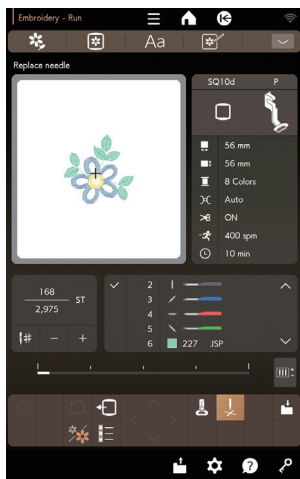 Embroidery - Run
Aa
Replace needle
SQ10d P
56 mm
56 mm
8 Colors
Auto
ON
400 spm
10 min
168
2,975
ST
#
- +
2
3
4
5
6 227 JSP
?